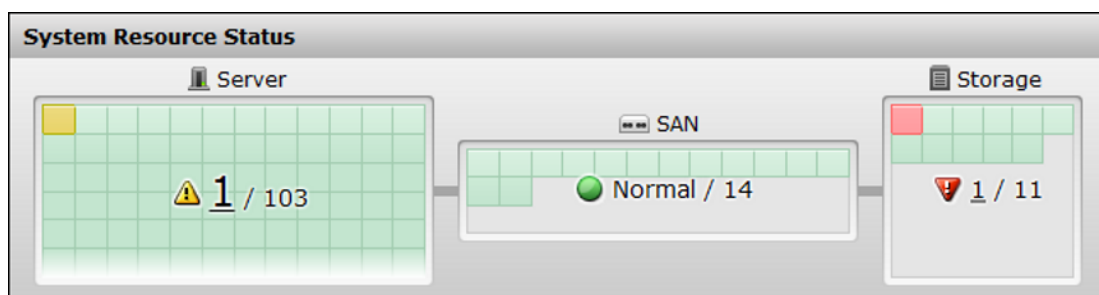 System Resource Status
Server
SAN
Storage
1 / 103
Normal / 14
1 / 11